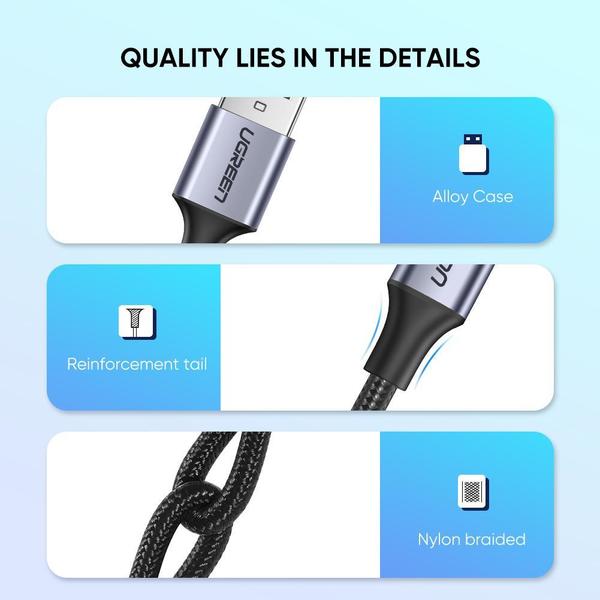 QUALITY LIES IN THE DETAILS
UGREEN
Alloy Case
Reinforcement tail
Nylon braided